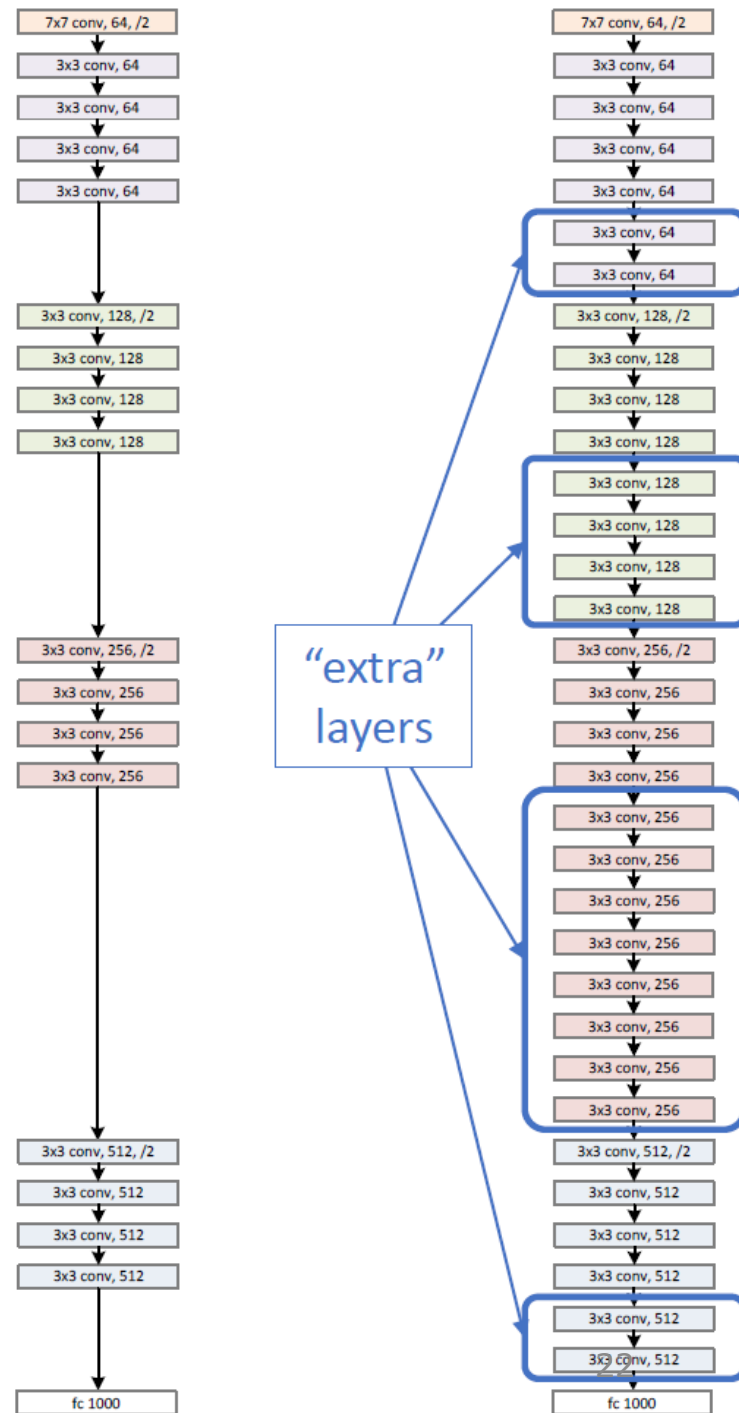 7x7 conv, 64, /2
3x3 conv, 64
3x3 conv, 64
3x3 conv, 64
3x3 conv, 64
3x3 conv, 128, /2
3x3 conv, 128
3x3 conv, 128
3x3 conv, 128
3x3 conv, 256, /2
3x3 conv, 256
3x3 conv, 256
3x3 conv, 256
3x3 conv, 512, /2
3x3 conv, 512
3x3 conv, 512
3x3 conv, 512
fc 1000
“extra”
layers
7x7 conv, 64, /2
3x3 conv, 64
3x3 conv, 64
3x3 conv, 64
3x3 conv, 64
3x3 conv, 64
3x3 conv, 64
3x3 conv, 128, /2
3x3 conv, 128
3x3 conv, 128
3x3 conv, 128
3x3 conv, 128
3x3 conv, 128
3x3 conv, 128
3x3 conv, 128
3x3 conv, 256, /2
3x3 conv, 256
3x3 conv, 256
3x3 conv, 256
3x3 conv, 256
3x3 conv, 256
3x3 conv, 256
3x3 conv, 256
3x3 conv, 256
3x3 conv, 256
3x3 conv, 256
3x3 conv, 256
3x3 conv, 512, /2
3x3 conv, 512
3x3 conv, 512
3x3 conv, 512
3x3 conv, 512
3x3 conv, 512
22
fc 1000